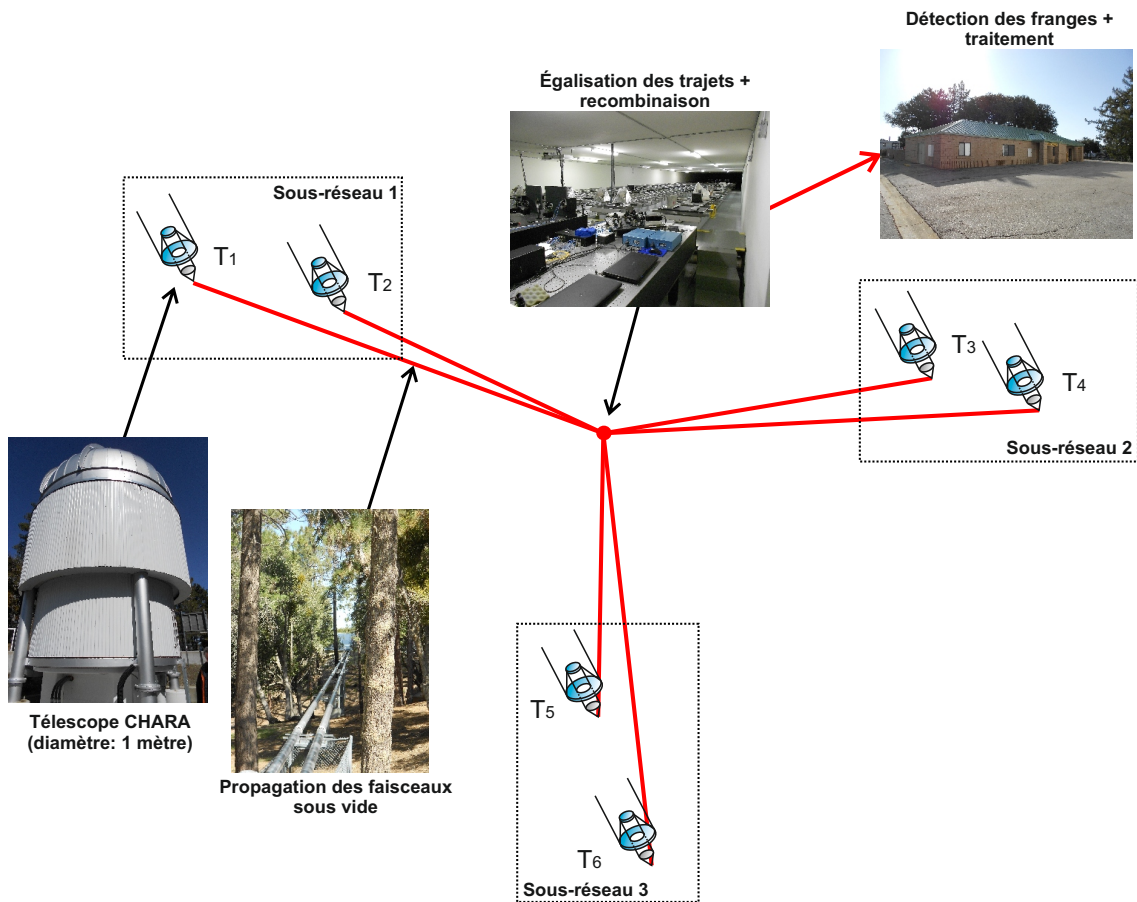 Détection des franges +
traitement
Égalisation des trajets +
recombinaison
Sous-réseau 1
T1
T2
T3
T4
Sous-réseau 2
Télescope CHARA
(diamètre: 1 mètre)
Propagation des faisceaux
sous vide
T5
T6
Sous-réseau 3